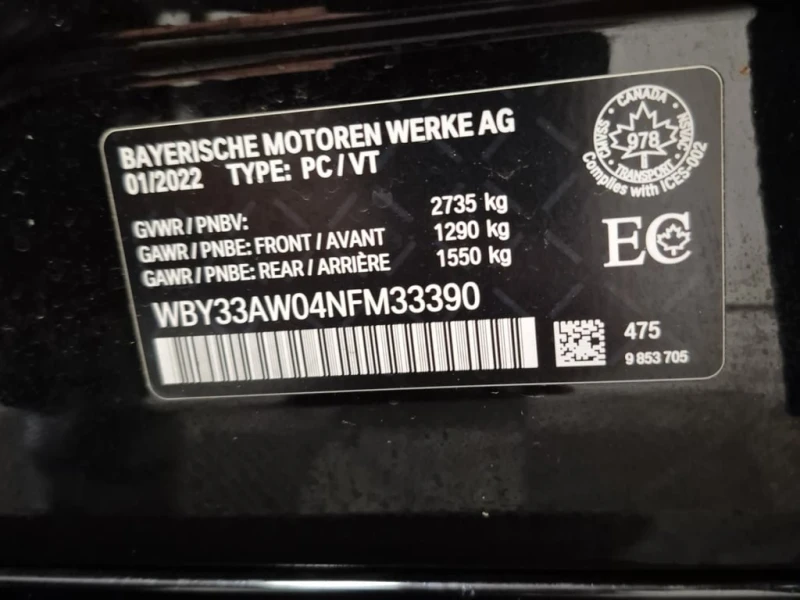 BAYERISCHE MOTOREN WERKE AG
01/2022 TYPE: PC/VT
GVWR/PNBV: 2735 kg
GAWR/PNBE: FRONT/AVANT 1290 kg
GAWR/PNBE: REAR/ARRIÈRE 1550 kg
WBY33AW04NFM33390
CANADA
CMVSS
NSVAC
978
TRANSPORT
Complies with ICES-002
EC
475
9 853 705